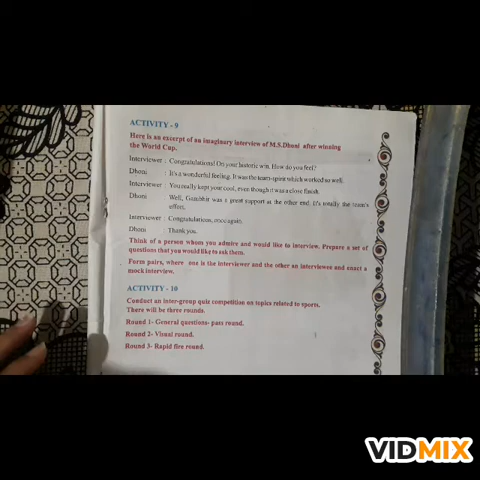 ACTIVITY - 9
Here is an excerpt of an imaginary interview of M.S.Dhoni after winning
the World Cup.
Interviewer : Congratulations! On your historic win. How do you feel?
Dhoni : It's a wonderful feeling. It was the team-spirit which worked so well.
Interviewer : You really kept your cool, even though it was a close finish.
Dhoni : Well, Gambhir was a great support at the other end. It's totally the team's
effort.
Interviewer : Congratulations, once again.
Dhoni : Thank you.
Think of a person whom you admire and would like to interview. Prepare a set of
questions that you would like to ask them.
Form pairs, where one is the interviewer and the other an interviewee and enact a
mock interview.
ACTIVITY - 10
Conduct an inter-group quiz competition on topics related to sports.
There will be three rounds.
Round 1- General questions- pass round.
Round 2- Visual round.
Round 3- Rapid fire round.
VIDMIX